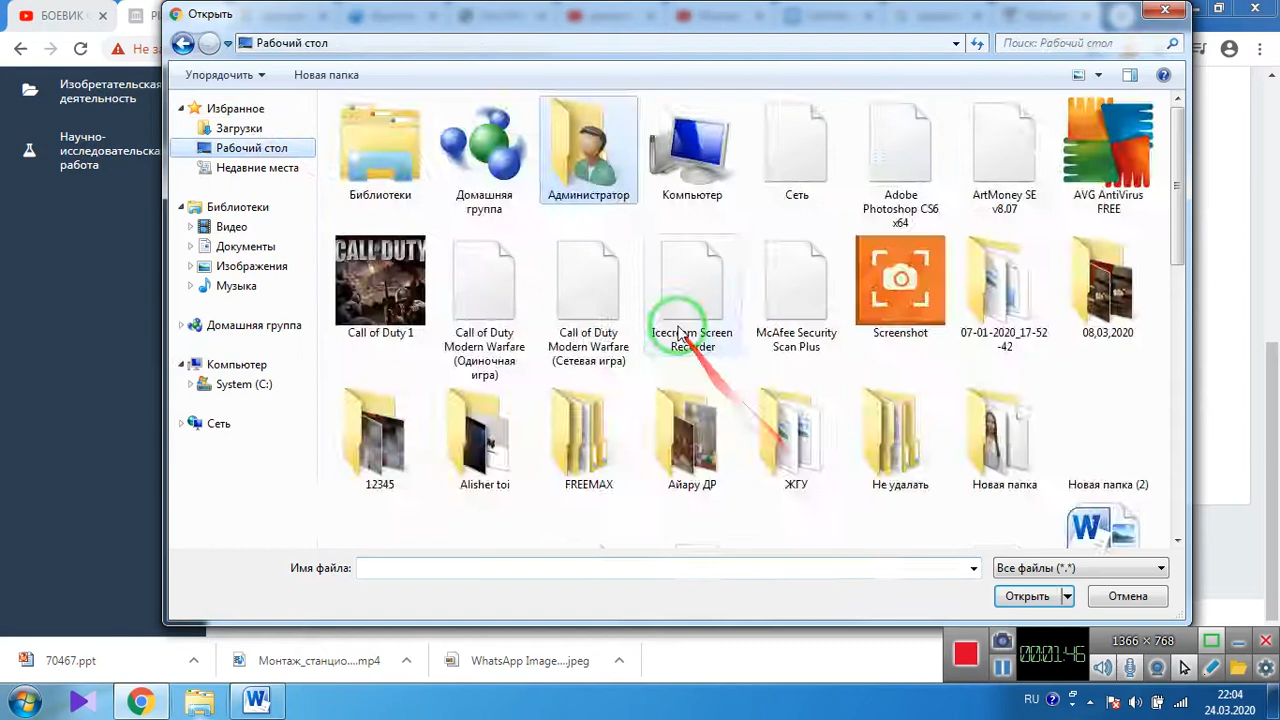 БОЕВИК
Открыть
Рабочий стол
Поиск: Рабочий стол
Не за
Упорядочить
Новая папка
Изобретательская
деятельность
Научно-
исследовательска
работа
Избранное
Загрузки
Рабочий стол
Недавние места
Библиотеки
Видео
Документы
Изображения
Музыка
Домашняя группа
Компьютер
System (C:)
Сеть
Библиотеки
Домашняя
группа
Администратор
Компьютер
Сеть
Adobe
Photoshop CS6
x64
ArtMoney SE
v8.07
AVG AntiVirus
FREE
CALL OF DUTY
Call of Duty 1
Call of Duty
Modern Warfare
(Одиночная
игра)
Call of Duty
Modern Warfare
(Сетевая игра)
Icecream Screen
Recorder
McAfee Security
Scan Plus
Screenshot
07-01-2020_17-52
-42
08,03,2020
12345
Alisher toi
FREEMAX
Айару ДР
ЖГУ
Не удалять
Новая папка
Новая папка (2)
Имя файла:
Все файлы (*.*)
Открыть
Отмена
70467.ppt
Монтаж_станцио....mp4
WhatsApp Image....jpeg
00:01:46
1366 × 768
RU
22:04
24.03.2020